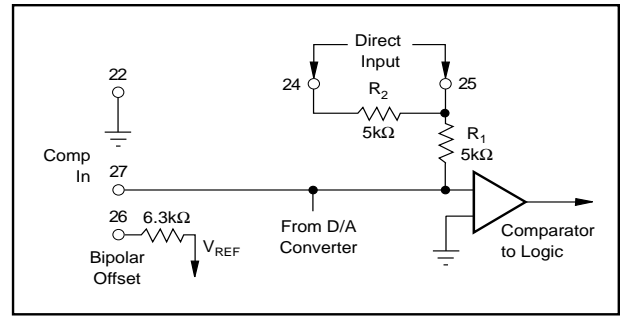 Direct
Input
22
24
25
R2
5kΩ
R1
5kΩ
Comp
In
27
26
6.3kΩ
VREF
Bipolar
Offset
From D/A
Converter
Comparator
to Logic